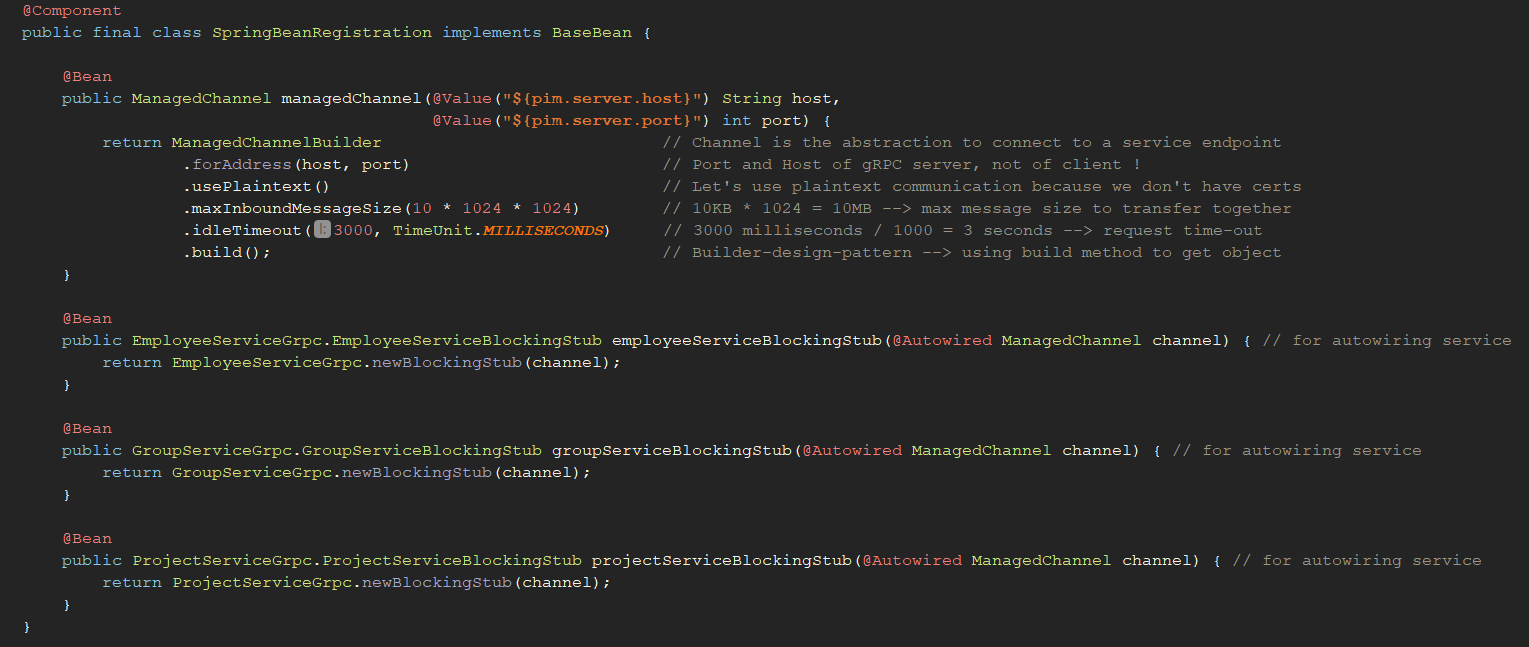 @Component
public final class SpringBeanRegistration implements BaseBean {
@Bean
public ManagedChannel managedChannel(@Value("${pim.server.host}") String host,
@Value("${pim.server.port}") int port) {
return ManagedChannelBuilder // Channel is the abstraction to connect to a service endpoint
.forAddress(host, port) // Port and Host of gRPC server, not of client !
.usePlaintext() // Let's use plaintext communication because we don't have certs
.maxInboundMessageSize(10 * 1024 * 1024) // 10KB * 1024 = 10MB --> max message size to transfer together
.idleTimeout(l: 3000, TimeUnit.MILLISECONDS) // 3000 milliseconds / 1000 = 3 seconds --> request time-out
.build(); // Builder-design-pattern --> using build method to get object
}
@Bean
public EmployeeServiceGrpc.EmployeeServiceBlockingStub employeeServiceBlockingStub(@Autowired ManagedChannel channel) { // for autowiring service
return EmployeeServiceGrpc.newBlockingStub(channel);
}
@Bean
public GroupServiceGrpc.GroupServiceBlockingStub groupServiceBlockingStub(@Autowired ManagedChannel channel) { // for autowiring service
return GroupServiceGrpc.newBlockingStub(channel);
}
@Bean
public ProjectServiceGrpc.ProjectServiceBlockingStub projectServiceBlockingStub(@Autowired ManagedChannel channel) { // for autowiring service
return ProjectServiceGrpc.newBlockingStub(channel);
}
}